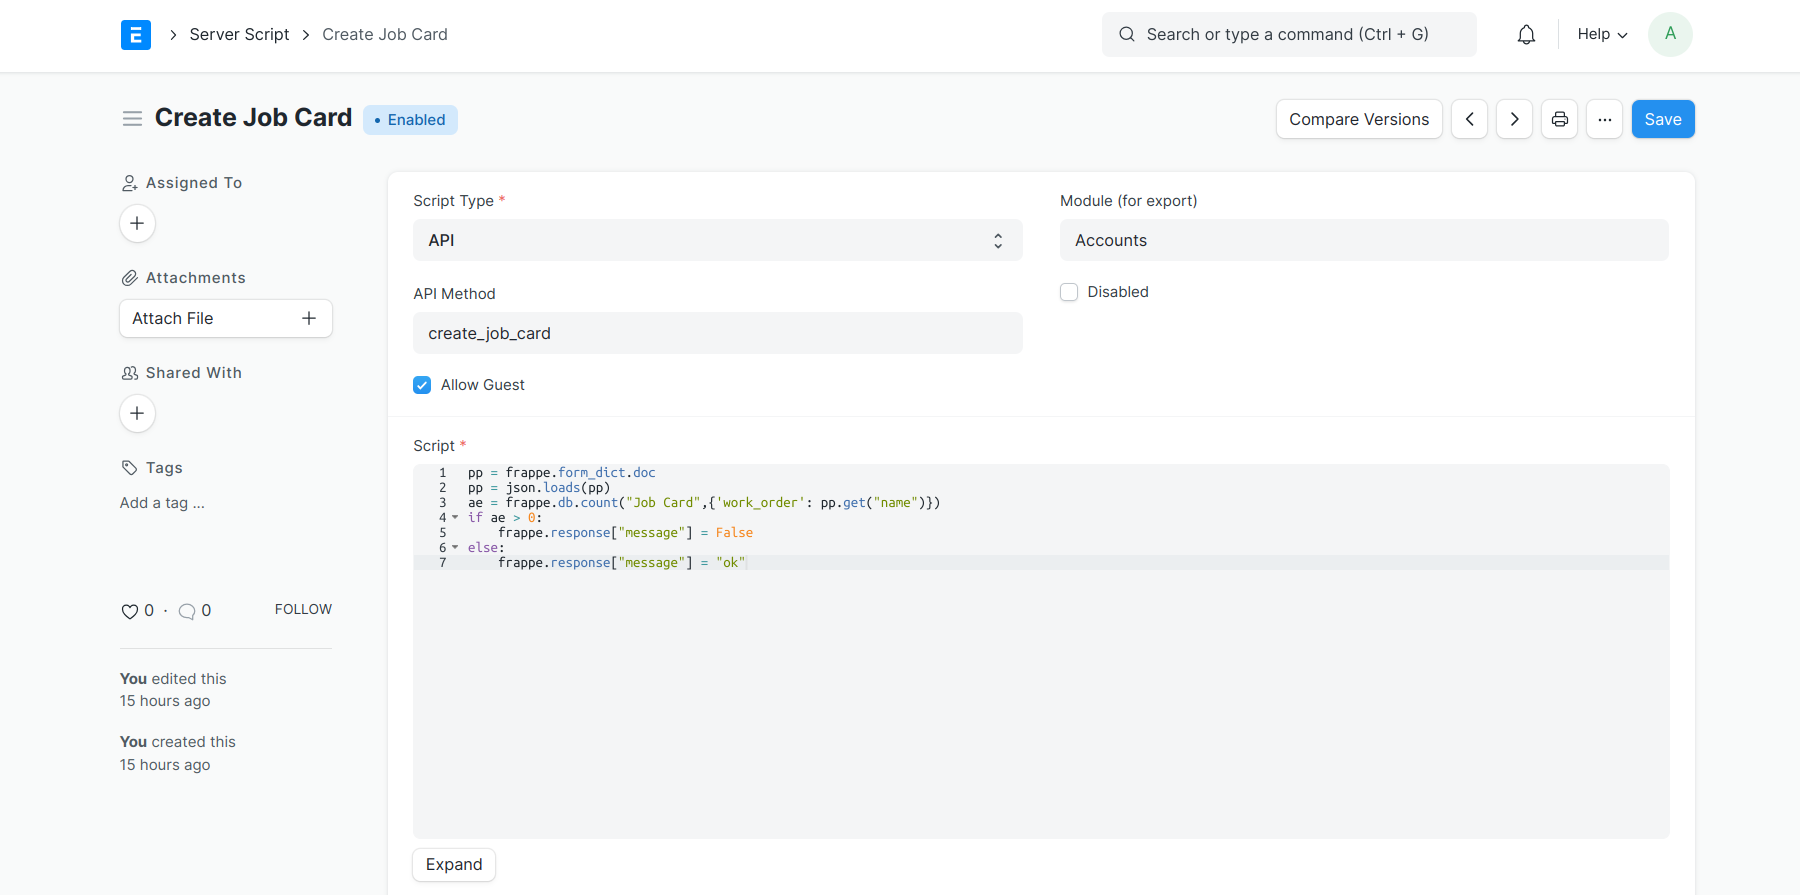 E > Server Script > Create Job Card
Search or type a command (Ctrl + G)
Help
A
Create Job Card
Enabled
Compare Versions
...
Save
Assigned To
Attachments
Attach File
Shared With
Tags
Add a tag ...
0 · 0
FOLLOW
You edited this
15 hours ago
You created this
15 hours ago
Script Type *
API
Module (for export)
Accounts
API Method
create_job_card
Disabled
Allow Guest
Script *
1 pp = frappe.form_dict.doc
2 pp = json.loads(pp)
3 ae = frappe.db.count("Job Card",{'work_order': pp.get("name")})
4 if ae > 0:
5     frappe.response["message"] = False
6 else:
7     frappe.response["message"] = "ok"
Expand